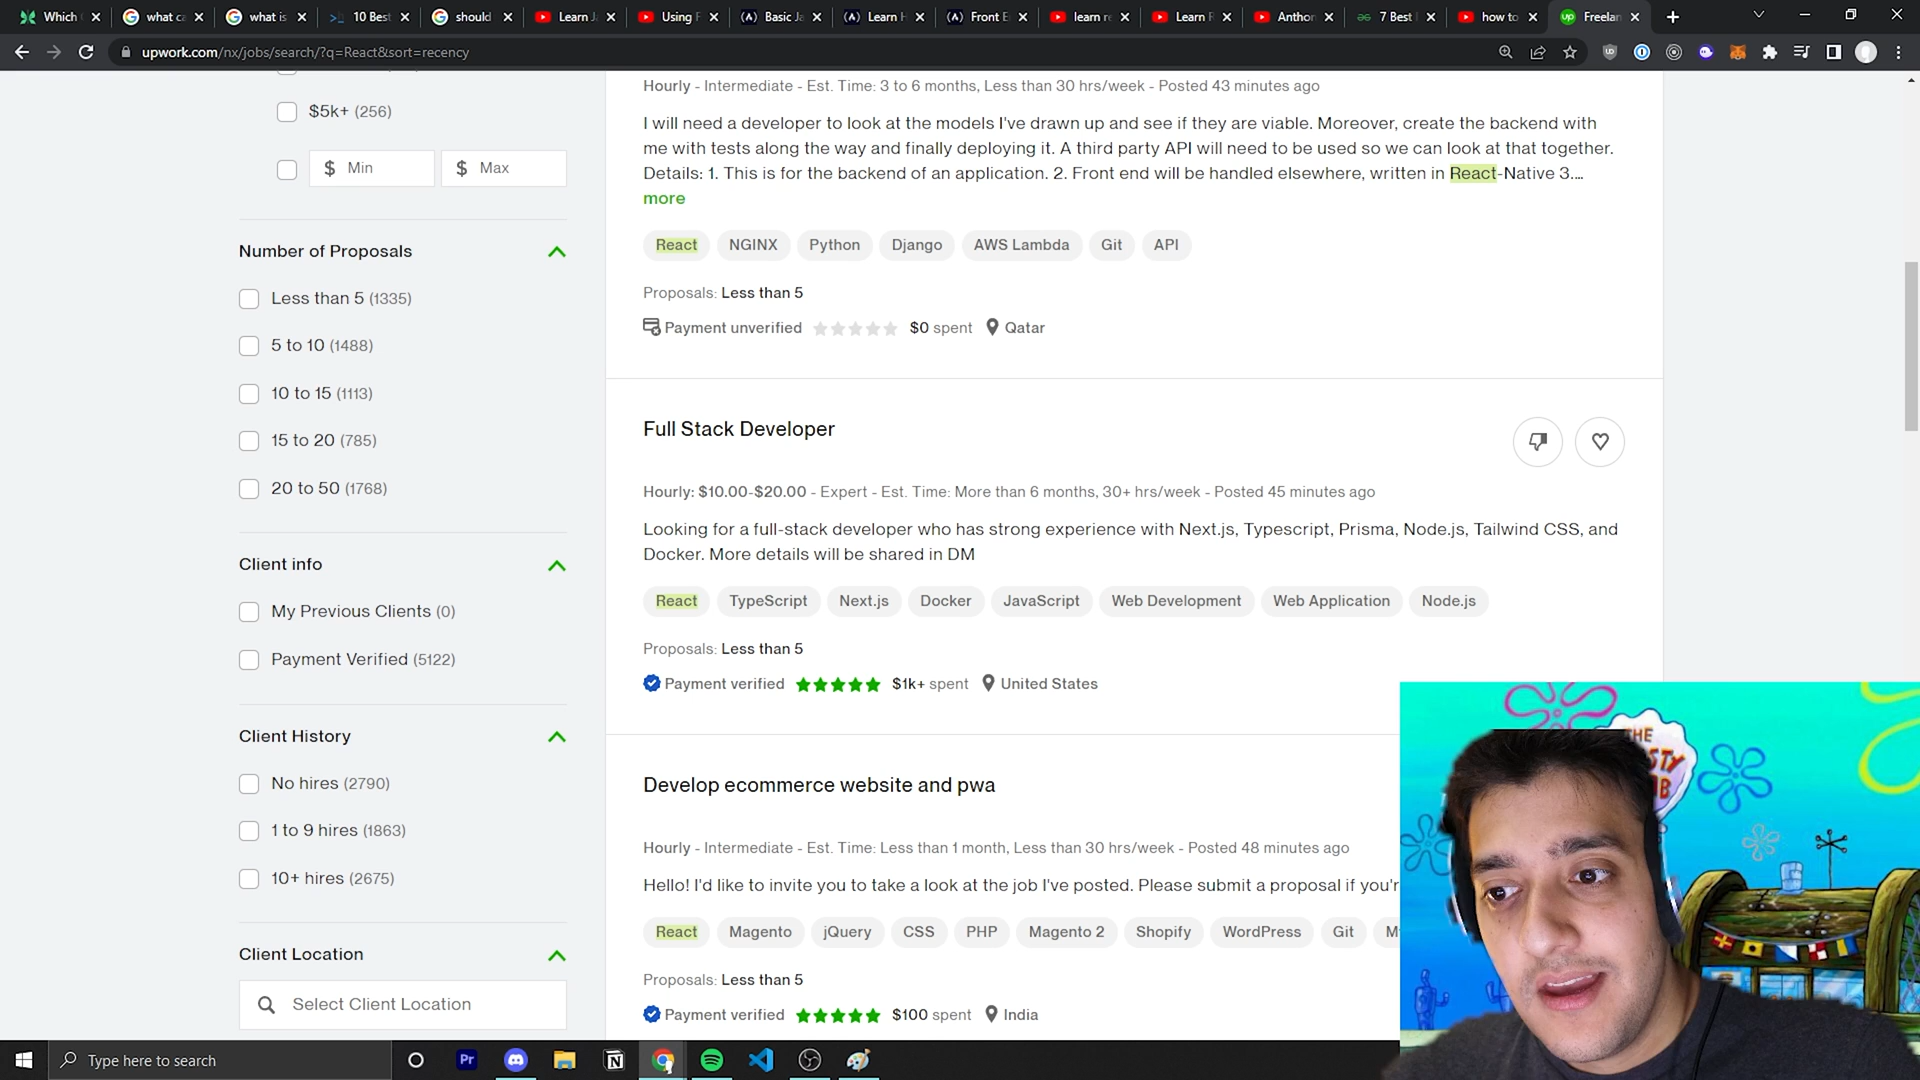 Which
what ca
what is
10 Best
should
Learn J
Using F
Basic Ja
Learn H
Front E
learn re
Learn R
Anthon
7 Best
how to
Freelan
upwork.com/nx/jobs/search/?q=React&sort=recency
$5k+ (256)
$ Min
$ Max
Number of Proposals
Less than 5 (1335)
5 to 10 (1488)
10 to 15 (1113)
15 to 20 (785)
20 to 50 (1768)
Client info
My Previous Clients (0)
Payment Verified (5122)
Client History
No hires (2790)
1 to 9 hires (1863)
10+ hires (2675)
Client Location
Select Client Location
Hourly - Intermediate - Est. Time: 3 to 6 months, Less than 30 hrs/week - Posted 43 minutes ago
I will need a developer to look at the models I've drawn up and see if they are viable. Moreover, create the backend with
me with tests along the way and finally deploying it. A third party API will need to be used so we can look at that together.
Details: 1. This is for the backend of an application. 2. Front end will be handled elsewhere, written in React-Native 3....
more
React NGINX Python Django AWS Lambda Git API
Proposals: Less than 5
Payment unverified $0 spent Qatar
Full Stack Developer
Hourly: $10.00-$20.00 - Expert - Est. Time: More than 6 months, 30+ hrs/week - Posted 45 minutes ago
Looking for a full-stack developer who has strong experience with Next.js, Typescript, Prisma, Node.js, Tailwind CSS, and
Docker. More details will be shared in DM
React TypeScript Next.js Docker JavaScript Web Development Web Application Node.js
Proposals: Less than 5
Payment verified $1k+ spent United States
Develop ecommerce website and pwa
Hourly - Intermediate - Est. Time: Less than 1 month, Less than 30 hrs/week - Posted 48 minutes ago
Hello! I'd like to invite you to take a look at the job I've posted. Please submit a proposal if you'r
React Magento jQuery CSS PHP Magento 2 Shopify WordPress Git M
Proposals: Less than 5
Payment verified $100 spent India
THE
Type here to search
Pr